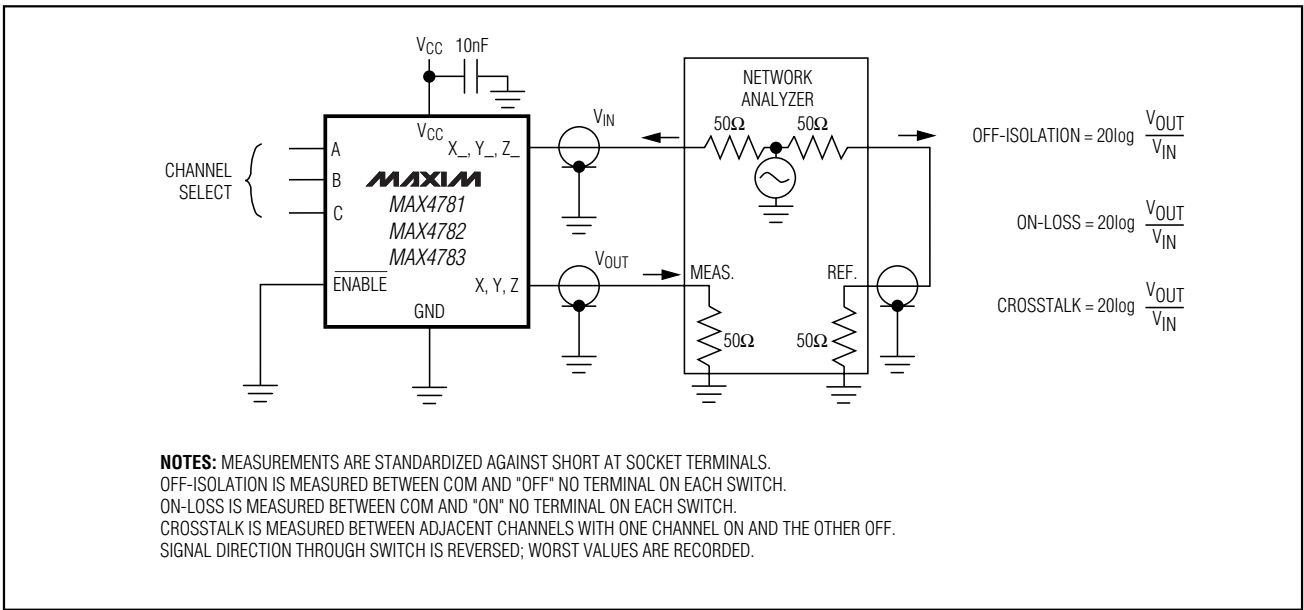 VCC 10nF
NETWORK
ANALYZER
50Ω 50Ω
VIN
VCC
X_, Y_, Z_
A
B
C
CHANNEL
SELECT
MAXIM
MAX4781
MAX4782
MAX4783
ENABLE
X, Y, Z
GND
VOUT
MEAS.
REF.
50Ω
50Ω
OFF-ISOLATION = 20log VOUT
VIN
ON-LOSS = 20log VOUT
VIN
CROSSTALK = 20log VOUT
VIN
NOTES: MEASUREMENTS ARE STANDARDIZED AGAINST SHORT AT SOCKET TERMINALS.
OFF-ISOLATION IS MEASURED BETWEEN COM AND "OFF" NO TERMINAL ON EACH SWITCH.
ON-LOSS IS MEASURED BETWEEN COM AND "ON" NO TERMINAL ON EACH SWITCH.
CROSSTALK IS MEASURED BETWEEN ADJACENT CHANNELS WITH ONE CHANNEL ON AND THE OTHER OFF.
SIGNAL DIRECTION THROUGH SWITCH IS REVERSED; WORST VALUES ARE RECORDED.